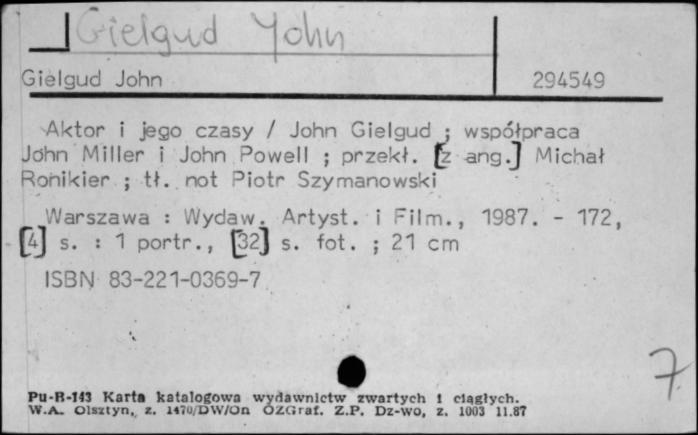 Gielgud John
Gielgud John 294549
Aktor i jego czasy / John Gielgud ; współpraca
John Miller i John Powell ; przekł. [z ang.] Michał
Ronikier ; tł. not Piotr Szymanowski
Warszawa : Wydaw. Artyst. i Film., 1987. - 172,
[4] s. : 1 portr., [32] s. fot. ; 21 cm
ISBN 83-221-0369-7
7
Pu-B-143 Karta katalogowa wydawnictw zwartych i ciągłych.
W.A. Olsztyn, z. 1470/DW/On OZGraf. Z.P. Dz-wo, z. 1003 11.87